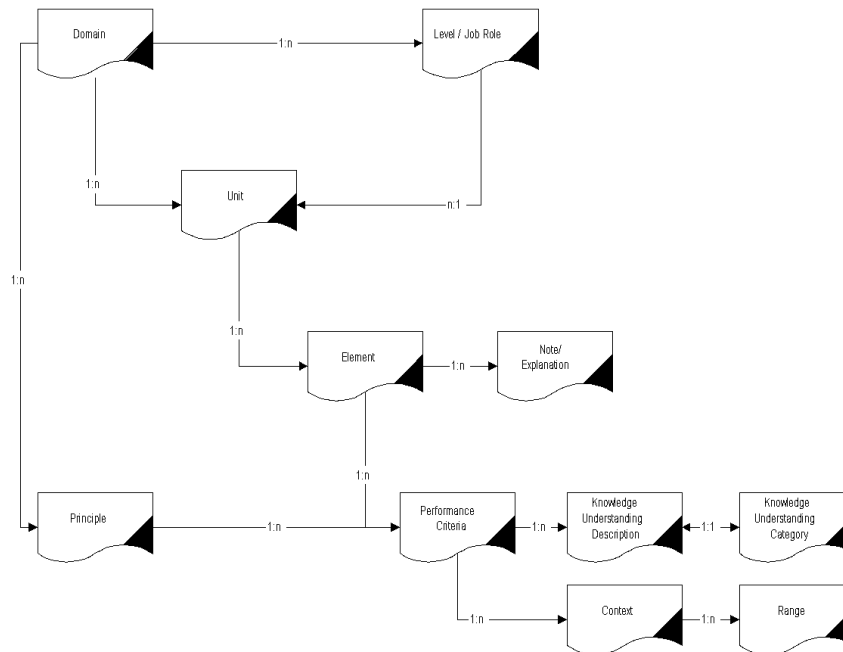 Domain
1:n
Level / Job Role
1:n
Unit
n:1
1:n
1:n
Element
1:n
Note/
Explanation
1:n
Principle
1:n
Performance
Criteria
1:n
Knowledge
Understanding
Description
1:1
Knowledge
Understanding
Category
1:n
Context
1:n
Range